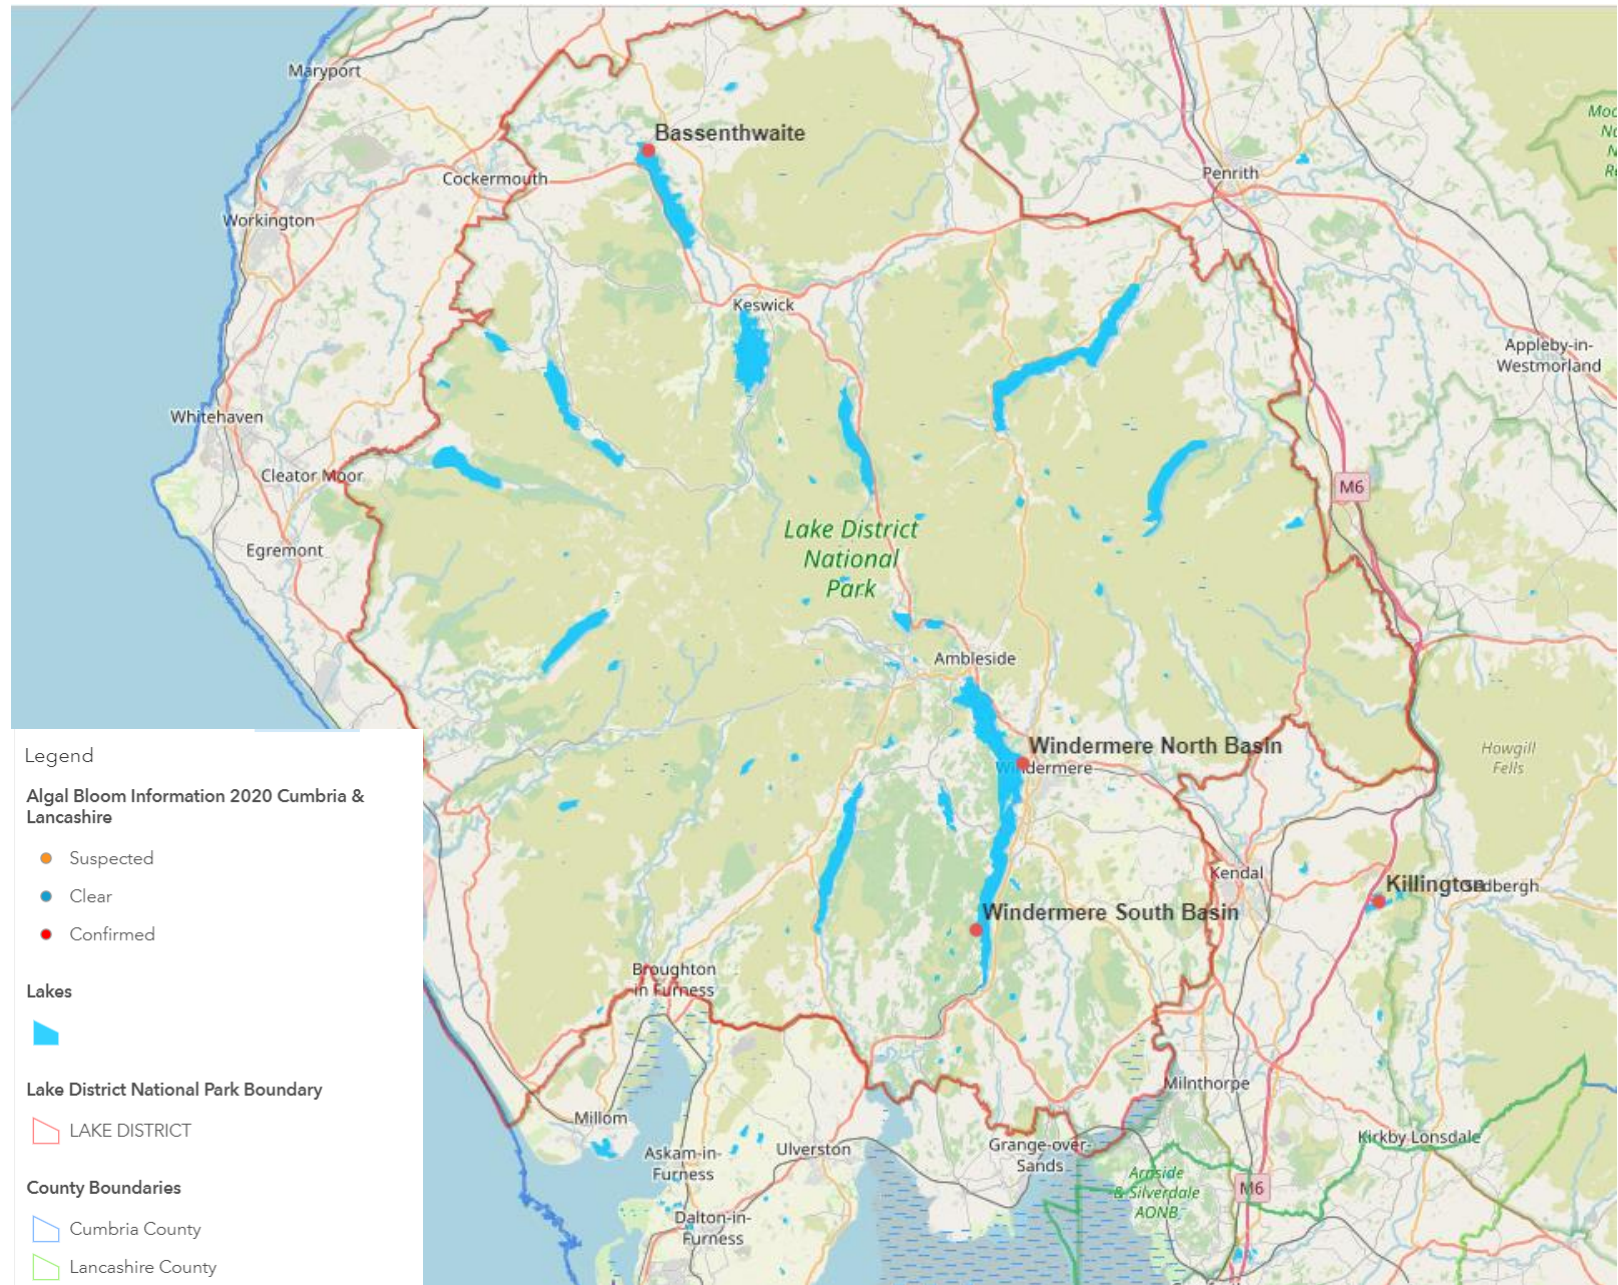 Maryport
Bassenthwaite
Cockermouth
Penrith
Workington
Keswick
Appleby-in-
Westmorland
Whitehaven
Cleator Moor
M6
Lake District
National
Park
Egremont
Ambleside
Windermere North Basin
Windermere
Howgill
Fells
Kendal
Killington
Windermere South Basin
Broughton
in Furness
Millom
Milnthorpe
Askam-in-
Furness
Ulverston
Grange-over-
Sands
Kirkby Lonsdale
Arnside
& Silverdale
AONB
M6
Dalton-in-
Furness
Legend
Algal Bloom Information 2020 Cumbria &
Lancashire
Suspected
Clear
Confirmed
Lakes
Lake District National Park Boundary
LAKE DISTRICT
County Boundaries
Cumbria County
Lancashire County